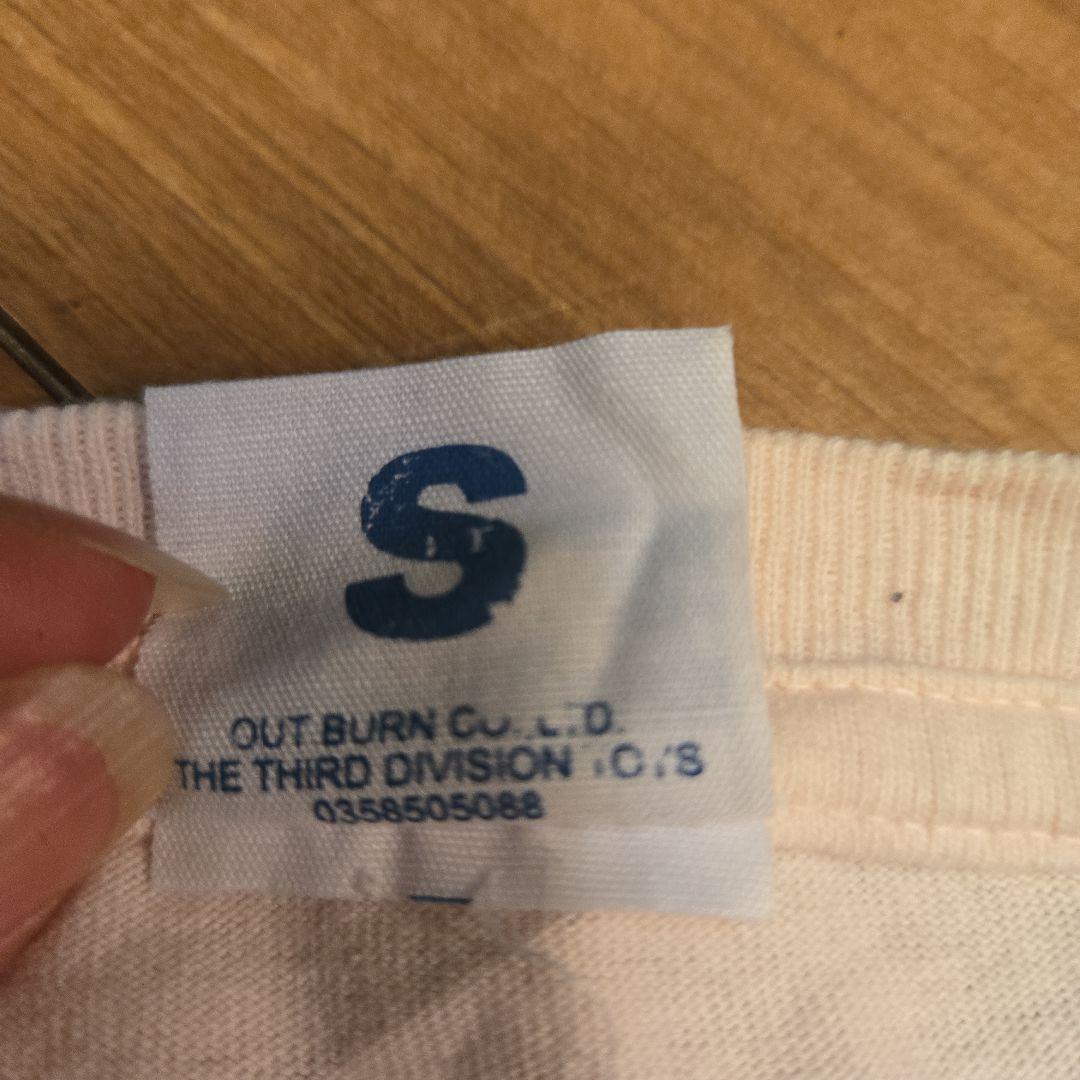 S
OUT BURN CO.,LTD.
THE THIRD DIVISION
0358505088